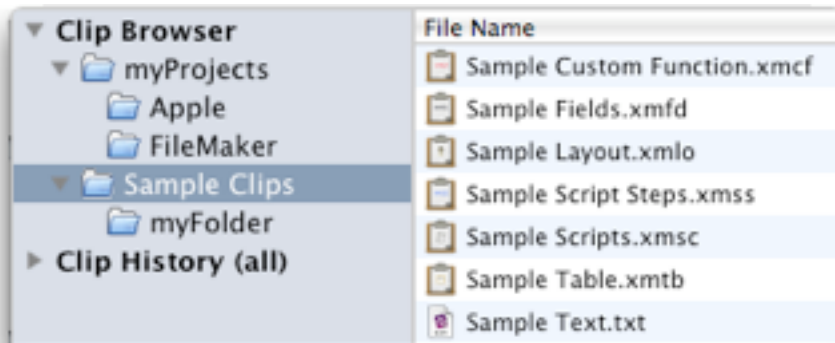 Clip Browser
myProjects
Apple
FileMaker
Sample Clips
myFolder
Clip History (all)
File Name
Sample Custom Function.xmcf
Sample Fields.xmfd
Sample Layout.xmlo
Sample Script Steps.xmss
Sample Scripts.xmsc
Sample Table.xmtb
Sample Text.txt